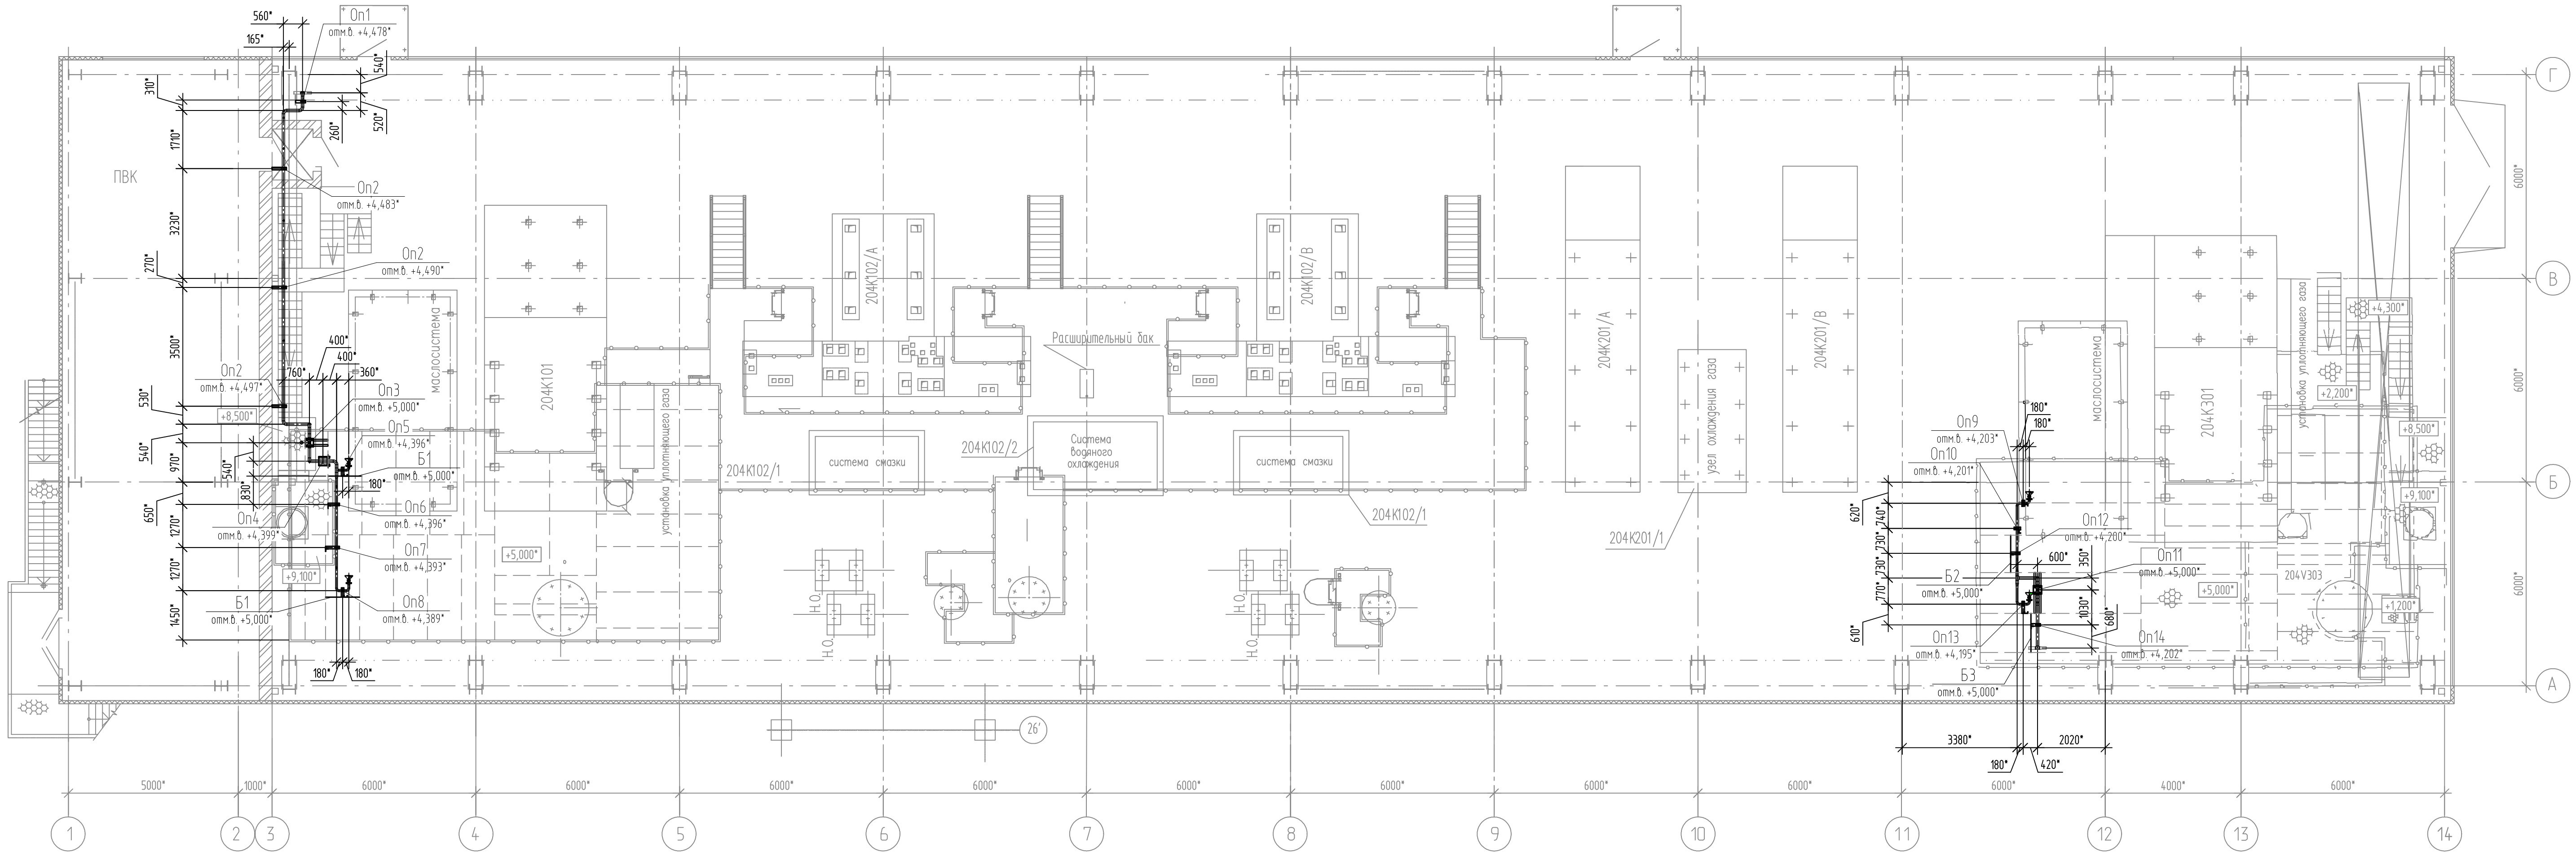 560*
Оп1
отм.в. +4,478*
165*
540*
310*
520*
260*
1710*
ПВК
Оп2
отм.в. +4,483*
3230*
270*
Оп2
отм.в. +4,490*
3500*
400*
400*
Оп2
отм.в. +4,497*
760*
360*
Оп3
отм.в. +5,000*
530*
+8,500*
Оп5
отм.в. +4,396*
540*
970*
540*
Б1
отм.в. +5,000*
180*
830*
650*
Оп4
отм.в. +4,399*
Оп6
отм.в. +4,396*
1270*
Оп7
отм.в. +4,393*
1270*
+9,100*
Б1
отм.в. +5,000*
Оп8
отм.в. +4,389*
1450*
180*
180*
маслосистема
204К101
установка уплотняющего газа
+5,000*
204К102/А
Расширительный бак
204К102/В
204К102/1
система смазки
204К102/2
Система
водяного
охлаждения
система смазки
204К102/1
Н.О.
Н.О.
Н.О.
Н.О.
26'
204К201/А
узел охлаждения газа
204К201/В
204К201/1
маслосистема
204К301
установка уплотняющего газа
+4,300*
+2,200*
+8,500*
+9,100*
180*
180*
Оп9
отм.в. +4,203*
Оп10
отм.в. +4,201*
620*
740*
730*
730*
770*
610*
Оп12
отм.в. +4,200*
600*
350*
Оп11
отм.в. +5,000*
Б2
отм.в. +5,000*
1030*
680*
Оп13
отм.в. +4,195*
Оп14
отм.в. +4,202*
Б3
отм.в. +5,000*
+5,000*
204V303
+1,200*
3380*
2020*
180*
420*
Г
6000*
В
6000*
Б
6000*
А
5000*
1000*
6000*
6000*
6000*
6000*
6000*
6000*
6000*
6000*
6000*
4000*
6000*
1
2
3
4
5
6
7
8
9
10
11
12
13
14